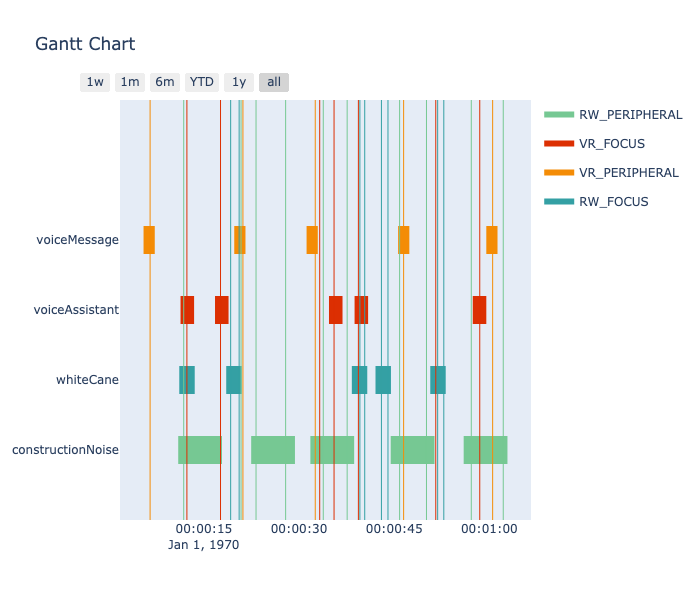 Gantt Chart
1w 1m 6m YTD 1y all
RW_PERIPHERAL
VR_FOCUS
VR_PERIPHERAL
RW_FOCUS
voiceMessage
voiceAssistant
whiteCane
constructionNoise
00:00:15 00:00:30 00:00:45 00:01:00
Jan 1, 1970